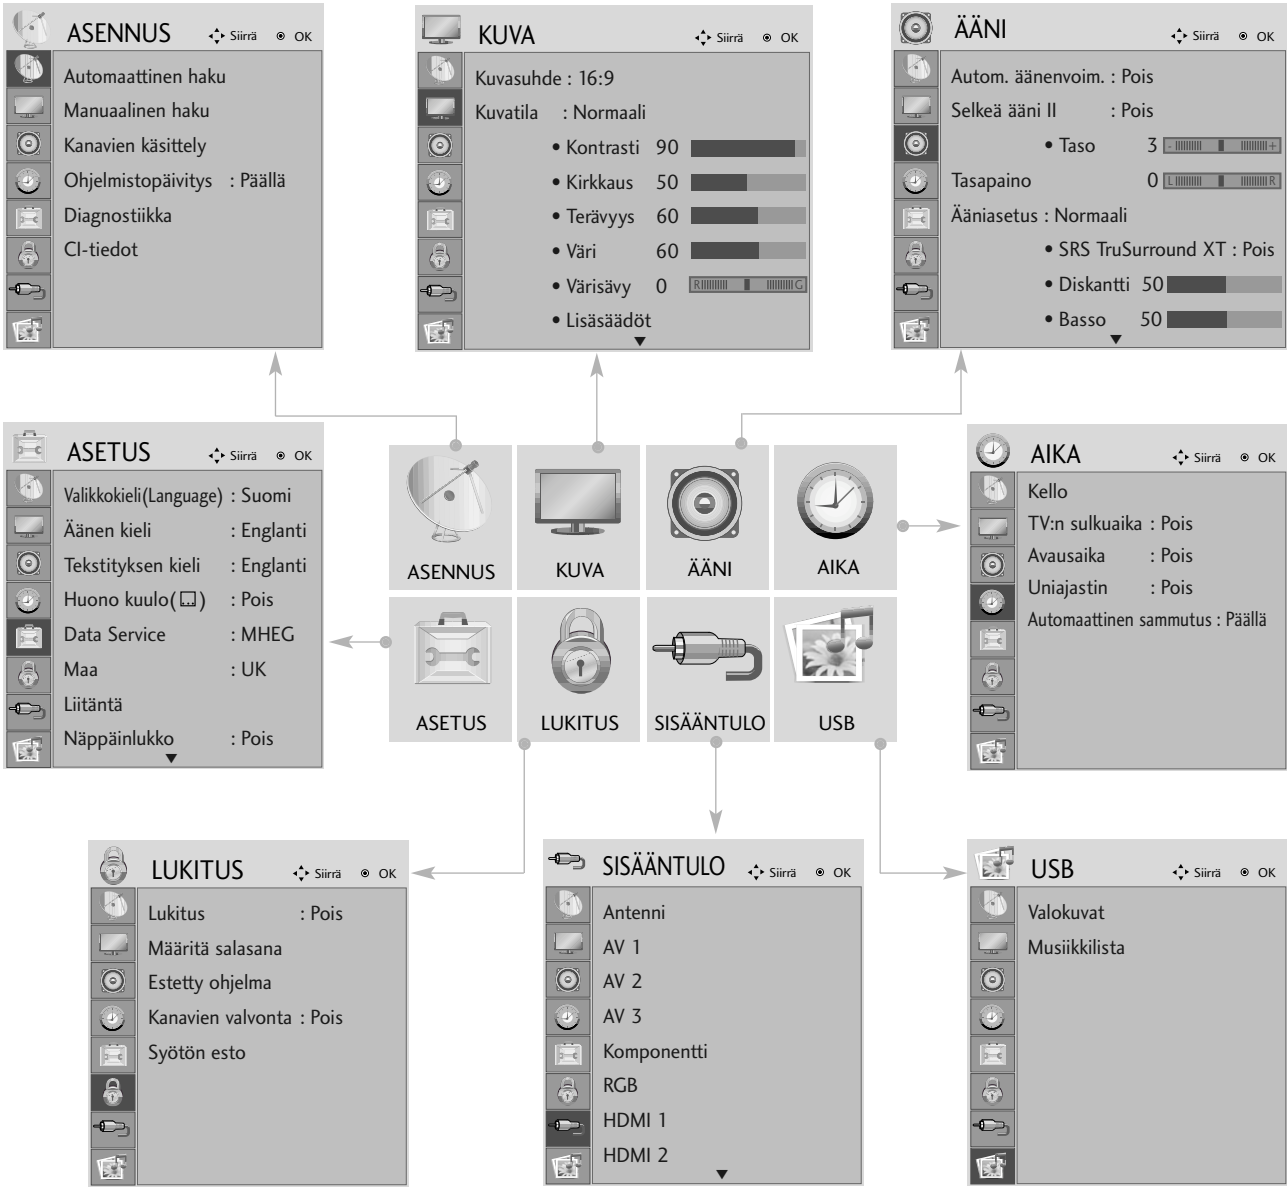 ASENNUS Siirrä OK
Automaattinen haku
Manuaalinen haku
Kanavien käsittely
Ohjelmistopäivitys : Päällä
Diagnostiikka
CI-tiedot
KUVA Siirrä OK
Kuvasuhde : 16:9
Kuvatila : Normaali
• Kontrasti 90
• Kirkkaus 50
• Terävyys 60
• Väri 60
• Värisävy 0 R G
• Lisäsäädöt
ÄÄNI Siirrä OK
Autom. äänenvoim. : Pois
Selkeä ääni II : Pois
• Taso 3 - +
Tasapaino 0 L R
Ääniasetus : Normaali
• SRS TruSurround XT : Pois
• Diskantti 50
• Basso 50
ASETUS Siirrä OK
Valikkokieli(Language) : Suomi
Äänen kieli : Englanti
Tekstityksen kieli : Englanti
Huono kuulo( ) : Pois
Data Service : MHEG
Maa : UK
Liitäntä
Näppäinlukko : Pois
ASENNUS
KUVA
ÄÄNI
AIKA
ASETUS
LUKITUS
SISÄÄNTULO
USB
AIKA Siirrä OK
Kello
TV:n sulkuaika : Pois
Avausaika : Pois
Uniajastin : Pois
Automaattinen sammutus : Päällä
LUKITUS Siirrä OK
Lukitus : Pois
Määritä salasana
Estetty ohjelma
Kanavien valvonta : Pois
Syötön esto
SISÄÄNTULO Siirrä OK
Antenni
AV 1
AV 2
AV 3
Komponentti
RGB
HDMI 1
HDMI 2
USB Siirrä OK
Valokuvat
Musiikkilista